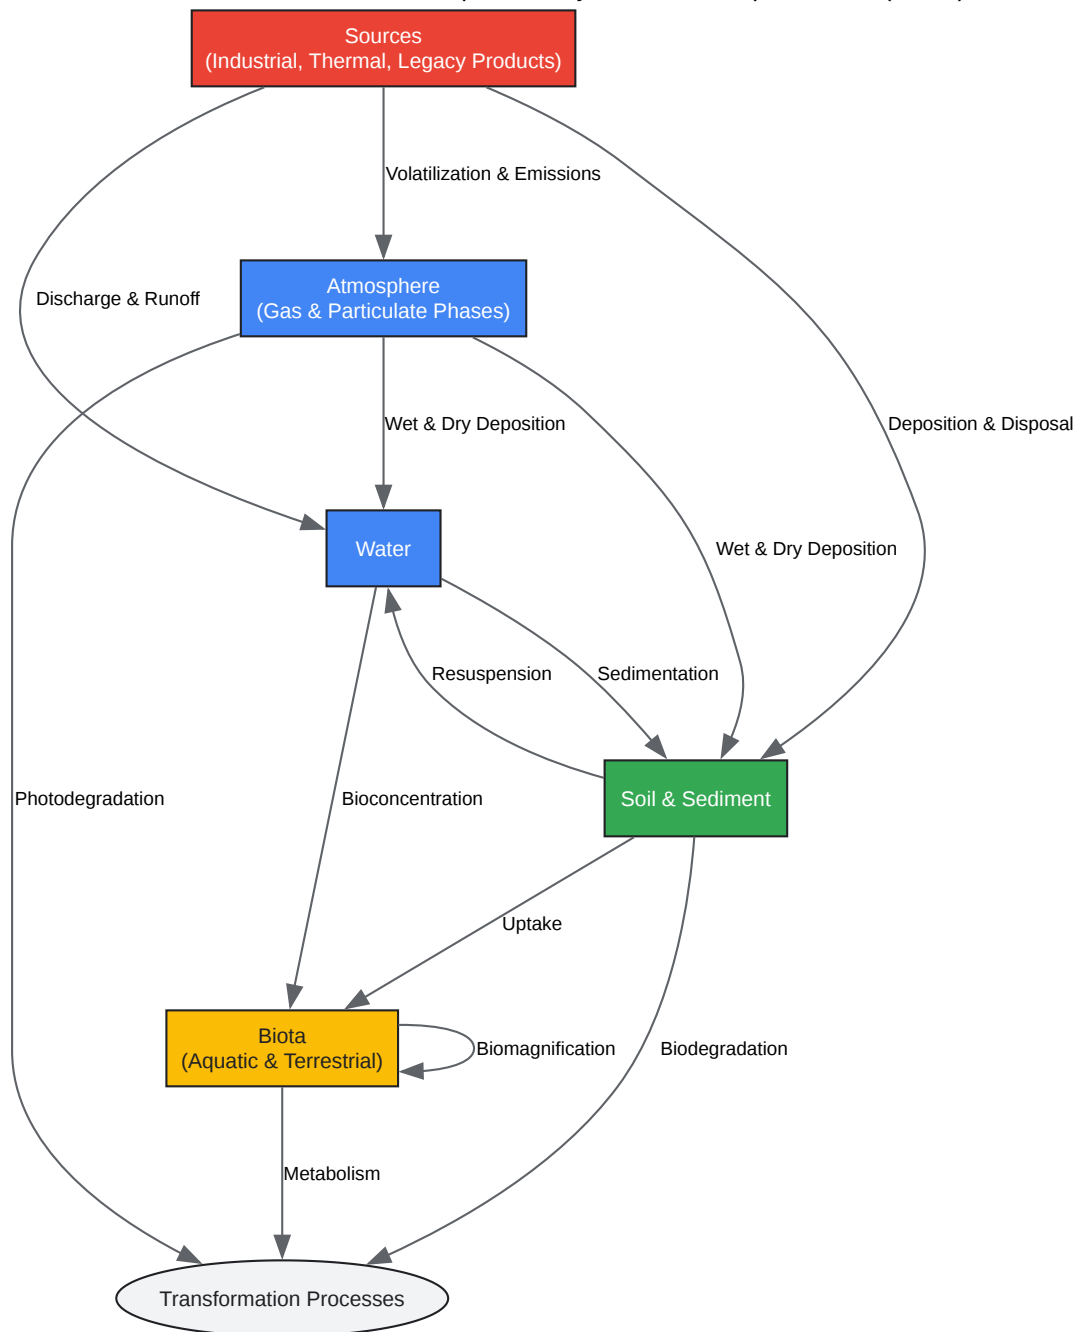 Sources
(Industrial, Thermal, Legacy Products)
Volatilization & Emissions
Atmosphere
(Gas & Particulate Phases)
Discharge & Runoff
Wet & Dry Deposition
Deposition & Disposal
Water
Wet & Dry Deposition
Resuspension
Sedimentation
Photodegradation
Bioconcentration
Soil & Sediment
Uptake
Biota
(Aquatic & Terrestrial)
Biomagnification
Biodegradation
Metabolism
Transformation Processes